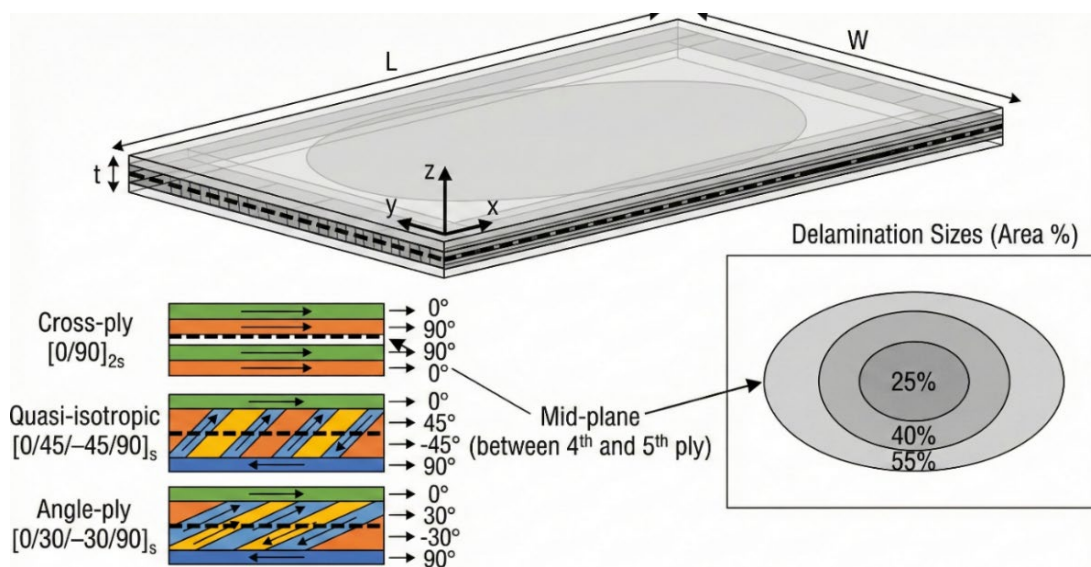 L
W
t
z
y
x
Delamination Sizes (Area %)
Cross-ply
[0/90]2s
0°
90°
90°
0°
Quasi-isotropic
[0/45/–45/90]s
0°
45°
-45°
90°
Angle-ply
[0/30/–30/90]s
0°
30°
-30°
90°
Mid-plane
(between 4th and 5th ply)
25%
40%
55%